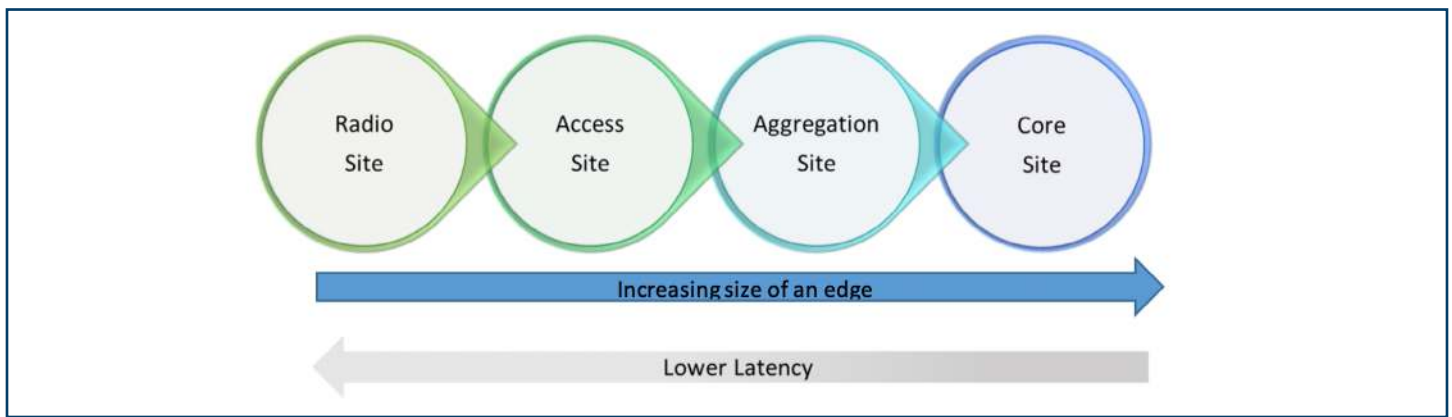 Radio
Site
Access
Site
Aggregation
Site
Core
Site
Increasing size of an edge
Lower Latency